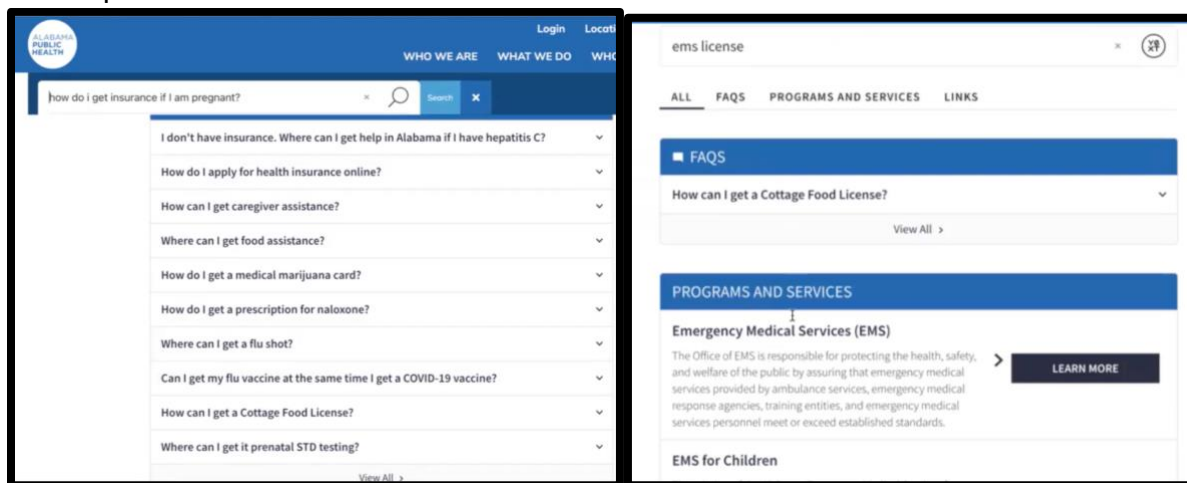 ALABAMA
PUBLIC
HEALTH
Login
WHO WE ARE WHAT WE DO
how do i get insurance if I am pregnant? × Search ×
I don't have insurance. Where can I get help in Alabama if I have hepatitis C?
How do I apply for health insurance online?
How can I get caregiver assistance?
Where can I get food assistance?
How do I get a medical marijuana card?
How do I get a prescription for naloxone?
Where can I get a flu shot?
Can I get my flu vaccine at the same time I get a COVID-19 vaccine?
How can I get a Cottage Food License?
Where can I get it prenatal STD testing?
View All >
ems license ×
ALL FAQS PROGRAMS AND SERVICES LINKS
FAQS
How can I get a Cottage Food License?
View All >
PROGRAMS AND SERVICES
Emergency Medical Services (EMS)
The Office of EMS is responsible for protecting the health, safety,
and welfare of the public by assuring that emergency medical
services provided by ambulance services, emergency medical
response agencies, training entities, and emergency medical
services personnel meet or exceed established standards.
LEARN MORE
EMS for Children